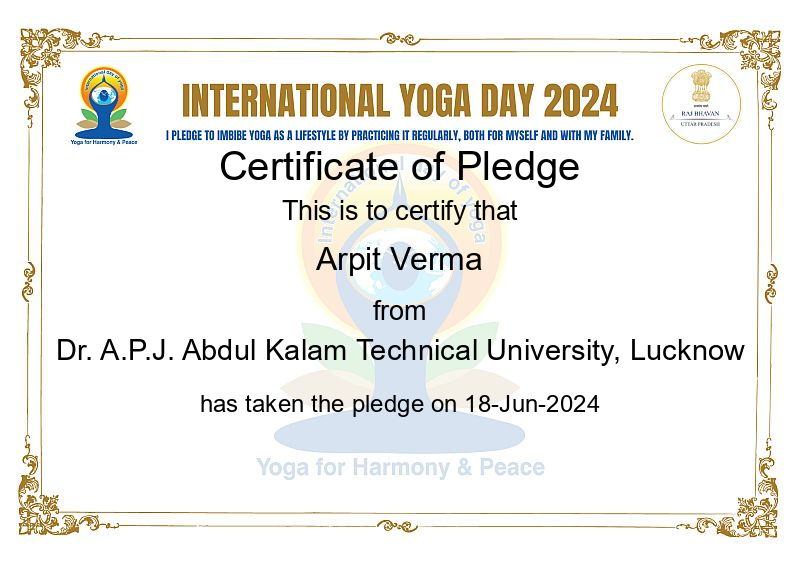 International Day of Yoga
Yoga for Harmony & Peace
INTERNATIONAL YOGA DAY 2024
I PLEDGE TO IMBIBE YOGA AS A LIFESTYLE BY PRACTICING IT REGULARLY, BOTH FOR MYSELF AND WITH MY FAMILY.
RAJ BHAVAN
UTTAR PRADESH
Certificate of Pledge
International Day of Yoga
This is to certify that
Arpit Verma
from
Dr. A.P.J. Abdul Kalam Technical University, Lucknow
has taken the pledge on 18-Jun-2024
Yoga for Harmony & Peace